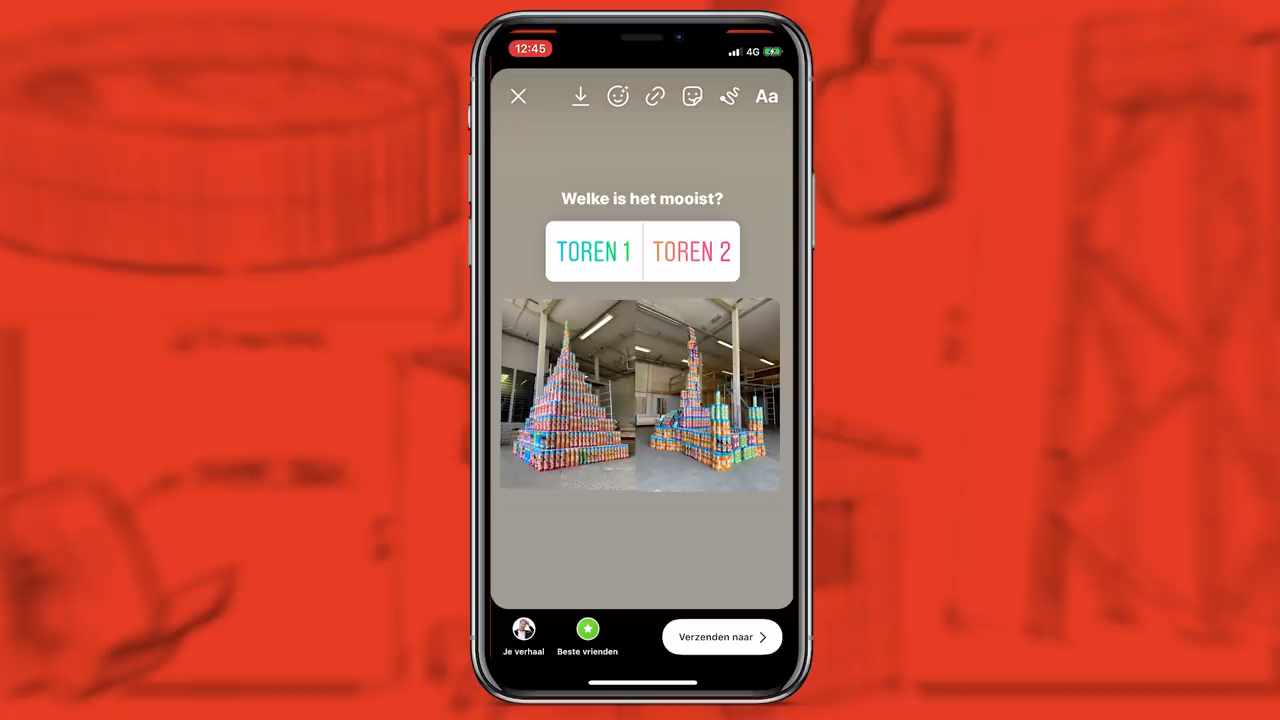 12:45
4G
Aa
Welke is het mooist?
TOREN 1 TOREN 2
Je verhaal
Beste vrienden
Verzenden naar